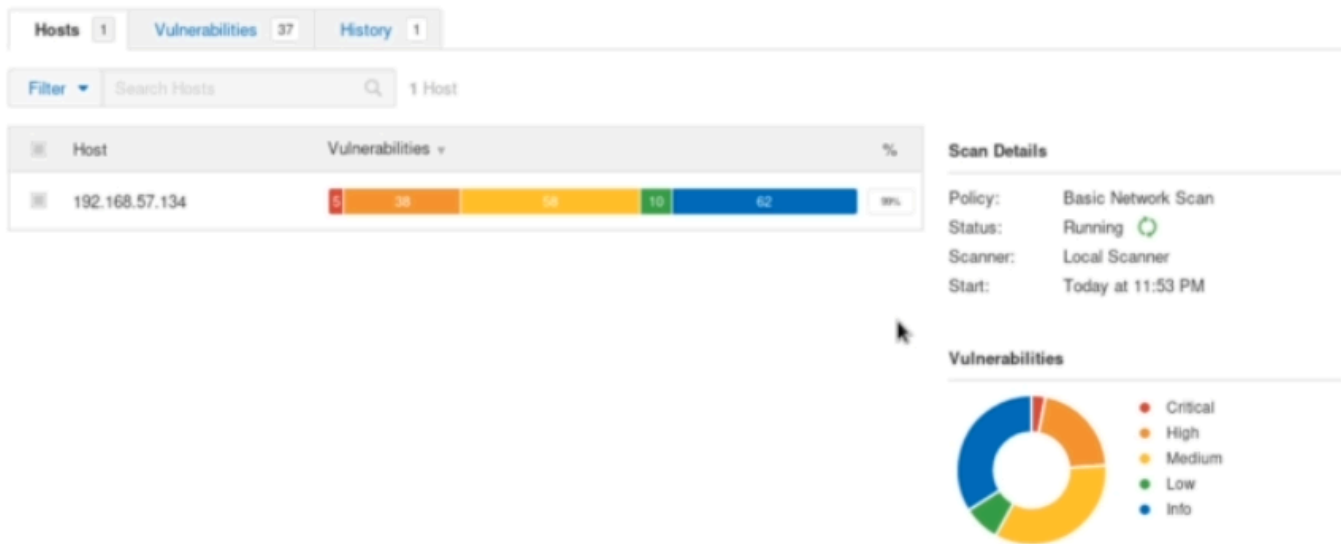 Hosts 1 Vulnerabilities 37 History 1
Filter Search Hosts 1 Host
Host Vulnerabilities %
192.168.57.134 5 38 58 10 62 99%
Scan Details
Policy: Basic Network Scan
Status: Running
Scanner: Local Scanner
Start: Today at 11:53 PM
Vulnerabilities
Critical
High
Medium
Low
Info